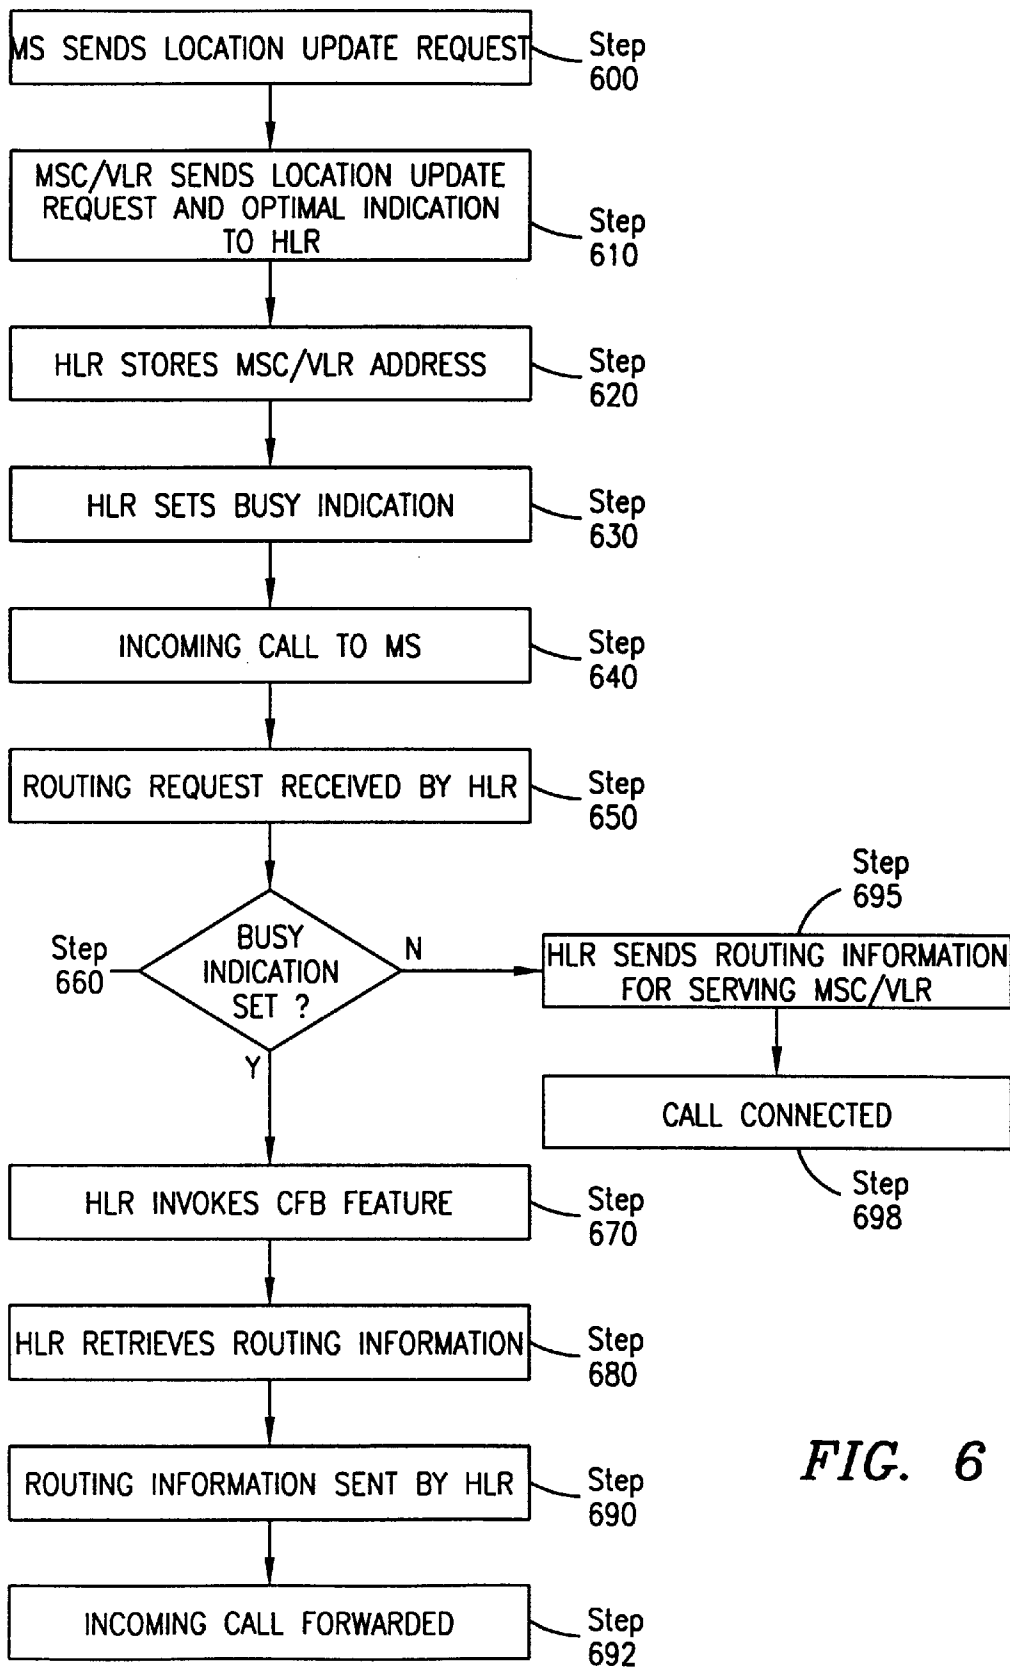 MS SENDS LOCATION UPDATE REQUEST
Step
600
MSC/VLR SENDS LOCATION UPDATE
REQUEST AND OPTIMAL INDICATION
TO HLR
Step
610
HLR STORES MSC/VLR ADDRESS
Step
620
HLR SETS BUSY INDICATION
Step
630
INCOMING CALL TO MS
Step
640
ROUTING REQUEST RECEIVED BY HLR
Step
650
Step
660
BUSY
INDICATION
SET ?
N
Y
Step
695
HLR SENDS ROUTING INFORMATION
FOR SERVING MSC/VLR
CALL CONNECTED
Step
698
HLR INVOKES CFB FEATURE
Step
670
HLR RETRIEVES ROUTING INFORMATION
Step
680
ROUTING INFORMATION SENT BY HLR
Step
690
INCOMING CALL FORWARDED
Step
692
FIG. 6